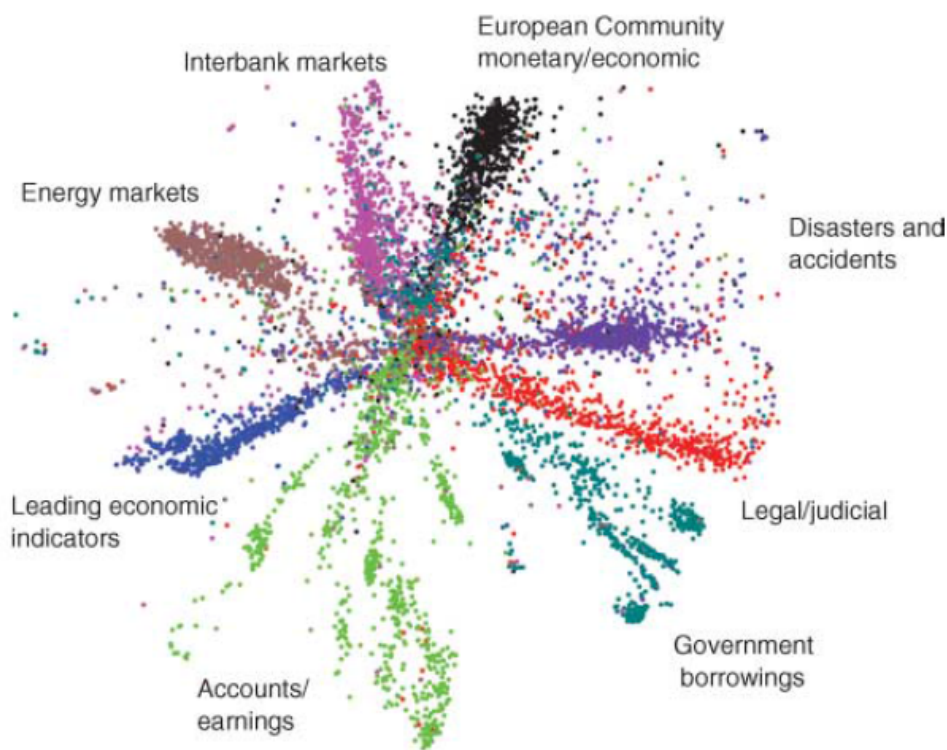 European Community
monetary/economic
Interbank markets
Energy markets
Disasters and
accidents
Leading economic
indicators
Legal/judicial
Government
borrowings
Accounts/
earnings